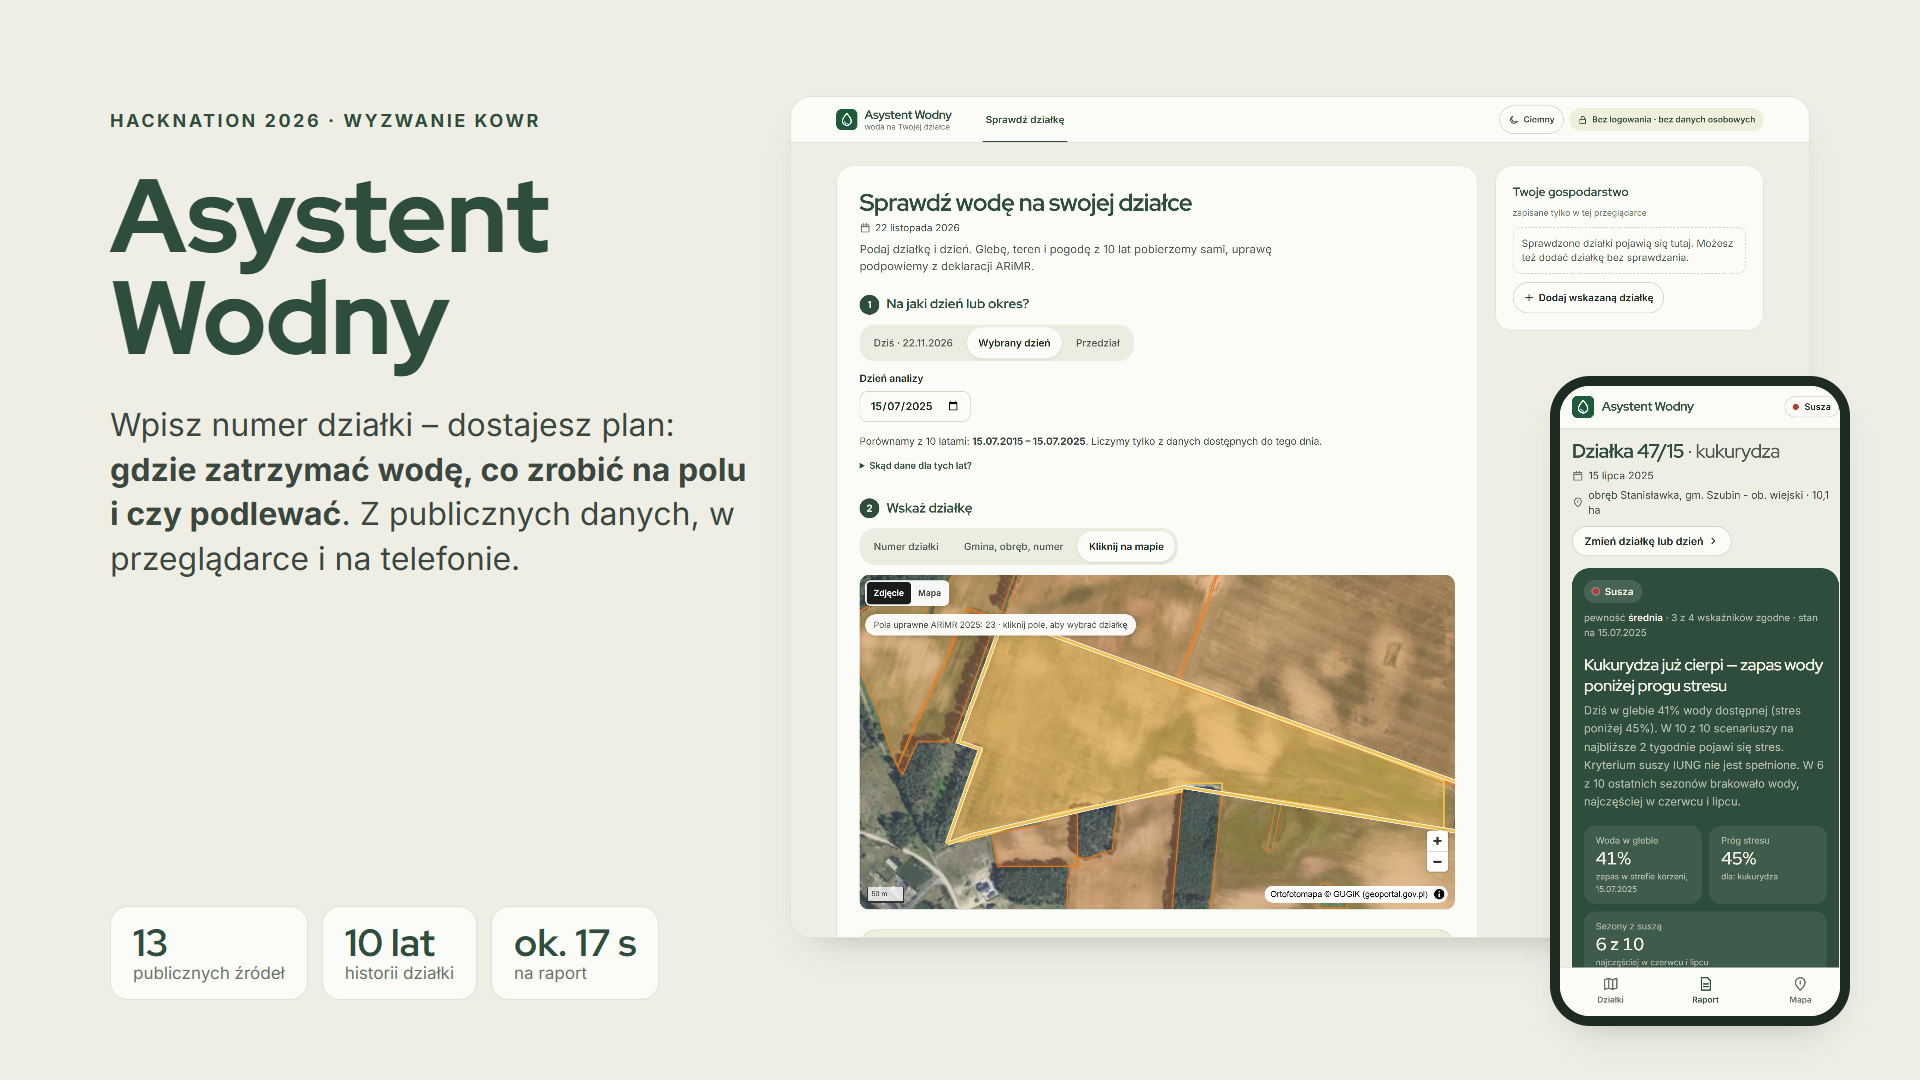 HACKNATION 2026 · WYZWANIE KOWR
Asystent
Wodny
Wpisz numer działki – dostajesz plan:
gdzie zatrzymać wodę, co zrobić na polu
i czy podlewać. Z publicznych danych, w
przeglądarce i na telefonie.
13
publicznych źródeł
10 lat
historii działki
ok. 17 s
na raport
Asystent Wodny
woda na Twojej działce
Sprawdź działkę
Ciemny
Bez logowania · bez danych osobowych
Sprawdź wodę na swojej działce
22 listopada 2026
Podaj działkę i dzień. Glebę, teren i pogodę z 10 lat pobierzemy sami, uprawę
podpowiemy z deklaracji ARiMR.
1 Na jaki dzień lub okres?
Dziś · 22.11.2026
Wybrany dzień
Przedział
Dzień analizy
15/07/2025
Porównamy z 10 latami: 15.07.2015 – 15.07.2025. Liczymy tylko z danych dostępnych do tego dnia.
Skąd dane dla tych lat?
2 Wskaż działkę
Numer działki
Gmina, obręb, numer
Kliknij na mapie
Zdjęcie
Mapa
Pola uprawne ARiMR 2025: 23 · kliknij pole, aby wybrać działkę
+
−
50 m
Ortofotomapa © GUGIK (geoportal.gov.pl)
Twoje gospodarstwo
zapisane tylko w tej przeglądarce
Sprawdzone działki pojawią się tutaj. Możesz
też dodać działkę bez sprawdzania.
+ Dodaj wskazaną działkę
Asystent Wodny
Susza
Działka 47/15 · kukurydza
15 lipca 2025
obręb Stanisławka, gm. Szubin - ob. wiejski · 10,1
ha
Zmień działkę lub dzień
Susza
pewność średnia · 3 z 4 wskaźników zgodne · stan
na 15.07.2025
Kukurydza już cierpi – zapas wody
poniżej progu stresu
Dziś w glebie 41% wody dostępnej (stres
poniżej 45%). W 10 z 10 scenariuszy na
najbliższe 2 tygodnie pojawi się stres.
Kryterium suszy IUNG nie jest spełnione. W 6
z 10 ostatnich sezonów brakowało wody,
najczęściej w czerwcu i lipcu.
Woda w glebie
41%
zapas w strefie korzeni,
15.07.2025
Próg stresu
45%
dla: kukurydza
Sezony z suszą
6 z 10
najczęściej w czerwcu i lipcu
Działki
Raport
Mapa